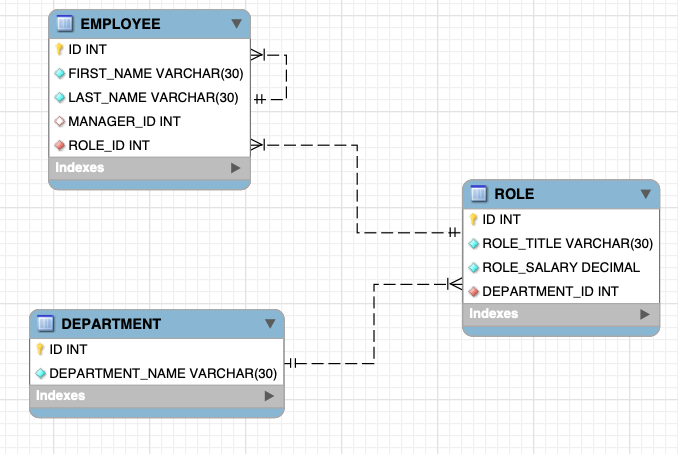 EMPLOYEE
ID INT
FIRST_NAME VARCHAR(30)
LAST_NAME VARCHAR(30)
MANAGER_ID INT
ROLE_ID INT
Indexes
ROLE
ID INT
ROLE_TITLE VARCHAR(30)
ROLE_SALARY DECIMAL
DEPARTMENT_ID INT
Indexes
DEPARTMENT
ID INT
DEPARTMENT_NAME VARCHAR(30)
Indexes